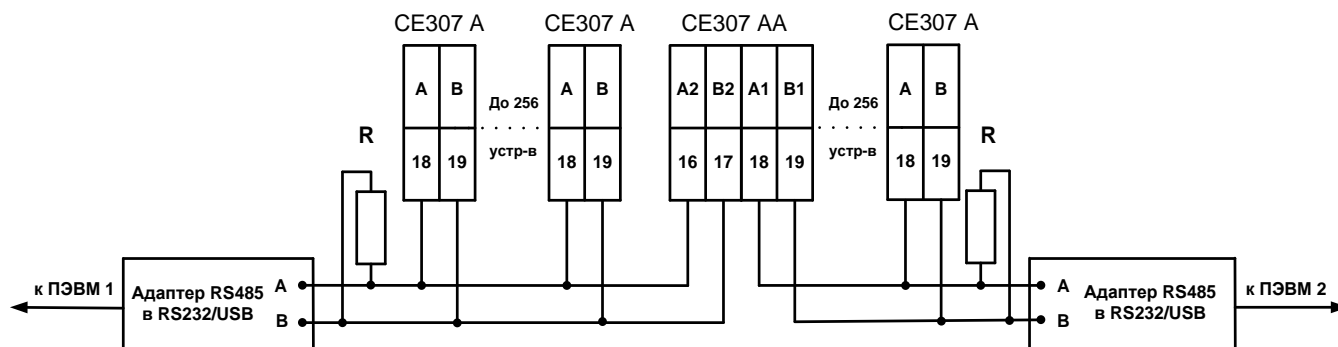 CE307 A CE307 A CE307 AA CE307 A
A B До 256 A B A2 B2 A1 B1 До 256 A B
R R
18 19 устр-в 18 19 16 17 18 19 устр-в 18 19
к ПЭВМ 1 Адаптер RS485 A A Адаптер RS485 к ПЭВМ 2
в RS232/USB B B в RS232/USB